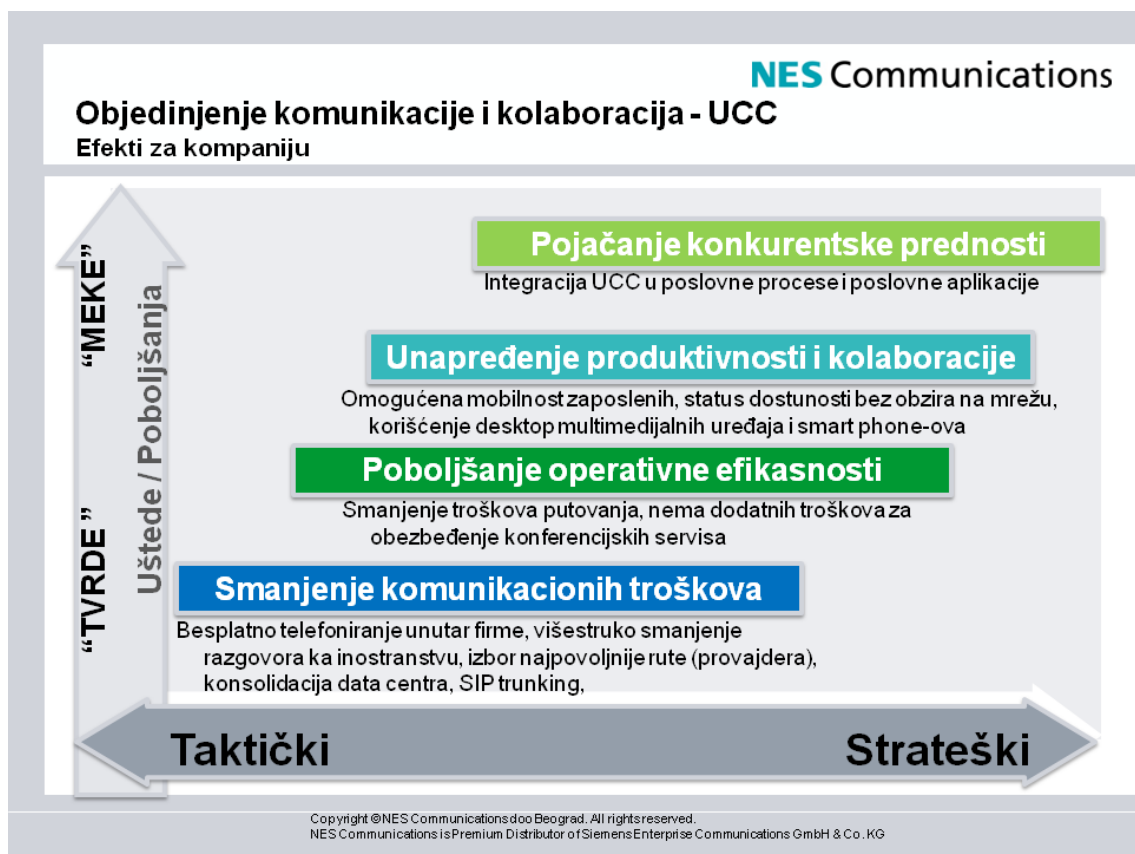 NES Communications
Objedinjenje komunikacije i kolaboracija - UCC
Efekti za kompaniju
“MEKE”
“TVRDE”
Uštede / Poboljšanja
Pojačanje konkurentske prednosti
Integracija UCC u poslovne procese i poslovne aplikacije
Unapređenje produktivnosti i kolaboracije
Omogućena mobilnost zaposlenih, status dostunosti bez obzira na mrežu,
korišćenje desktop multimedijalnih uređaja i smart phone-ova
Poboljšanje operativne efikasnosti
Smanjenje troškova putovanja, nema dodatnih troškova za
obezbeđenje konferencijskih servisa
Smanjenje komunikacionih troškova
Besplatno telefoniranje unutar firme, višestruko smanjenje
razgovora ka inostranstvu, izbor najpovoljnije rute (provajdera),
konsolidacija data centra, SIP trunking,
Taktički
Strateški
Copyright © NES Communications doo Beograd. All rights reserved.
NES Communications is Premium Distributor of Siemens Enterprise Communications GmbH & Co. KG